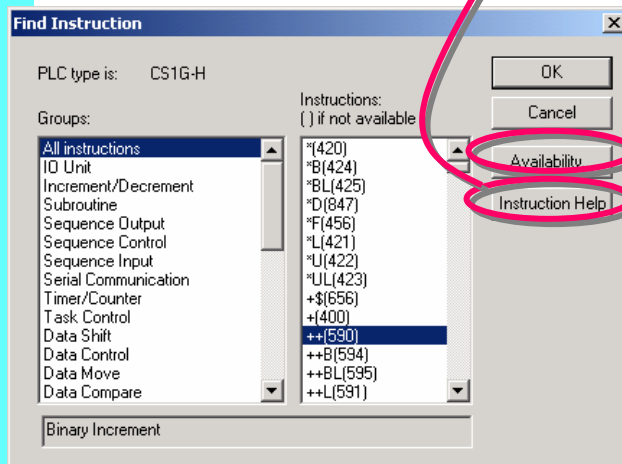 Find Instruction
PLC type is: CS1G-H
OK
Cancel
Availability
Instruction Help
Groups:
All instructions
IO Unit
Increment/Decrement
Subroutine
Sequence Output
Sequence Control
Sequence Input
Serial Communication
Timer/Counter
Task Control
Data Shift
Data Control
Data Move
Data Compare
Instructions:
( ) if not available
*(420)
*B(424)
*BL(425)
*D(847)
*F(456)
*L(421)
*U(422)
*UL(423)
+$(656)
+(400)
++(590)
++B(594)
++BL(595)
++L(591)
Binary Increment